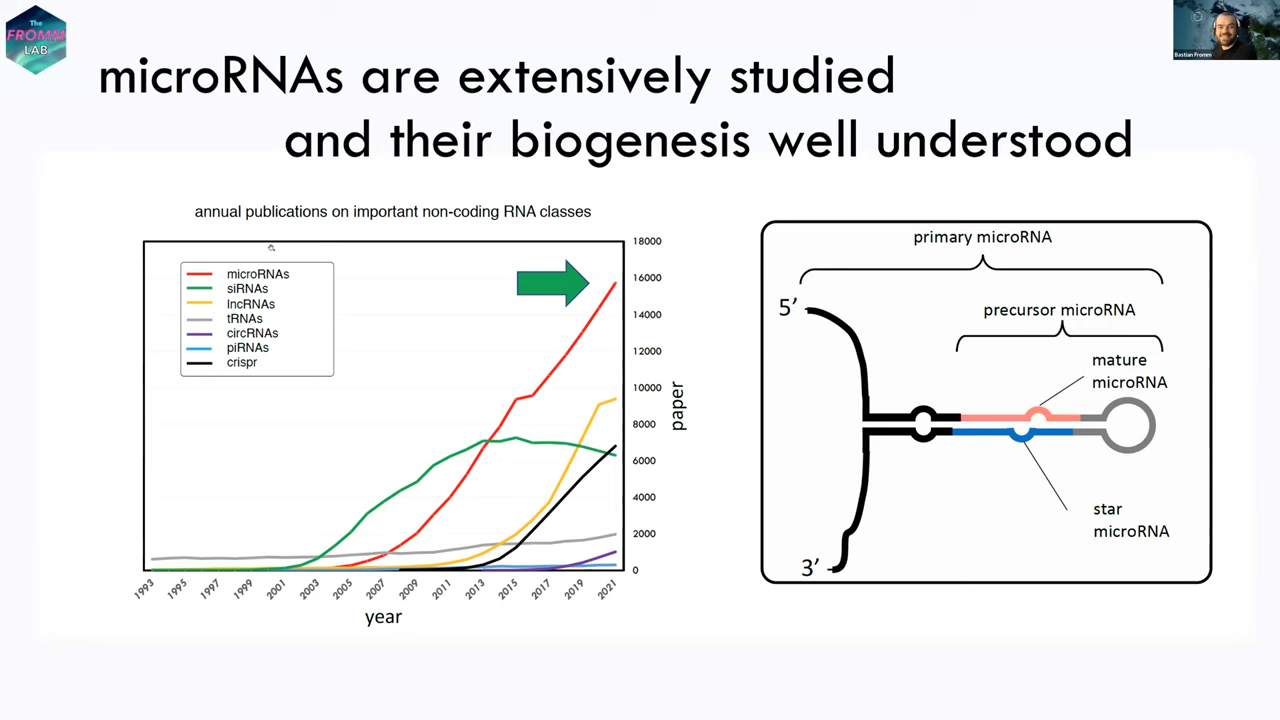 The
FROMM
LAB
Bastian Fromm
microRNAs are extensively studied
and their biogenesis well understood
annual publications on important non-coding RNA classes
microRNAs
siRNAs
lncRNAs
tRNAs
circRNAs
piRNAs
crispr
18000
16000
14000
12000
10000
8000
6000
4000
2000
0
paper
1993
1995
1997
1999
2001
2003
2005
2007
2009
2011
2013
2015
2017
2019
2021
year
primary microRNA
5’
precursor microRNA
mature
microRNA
star
microRNA
3’